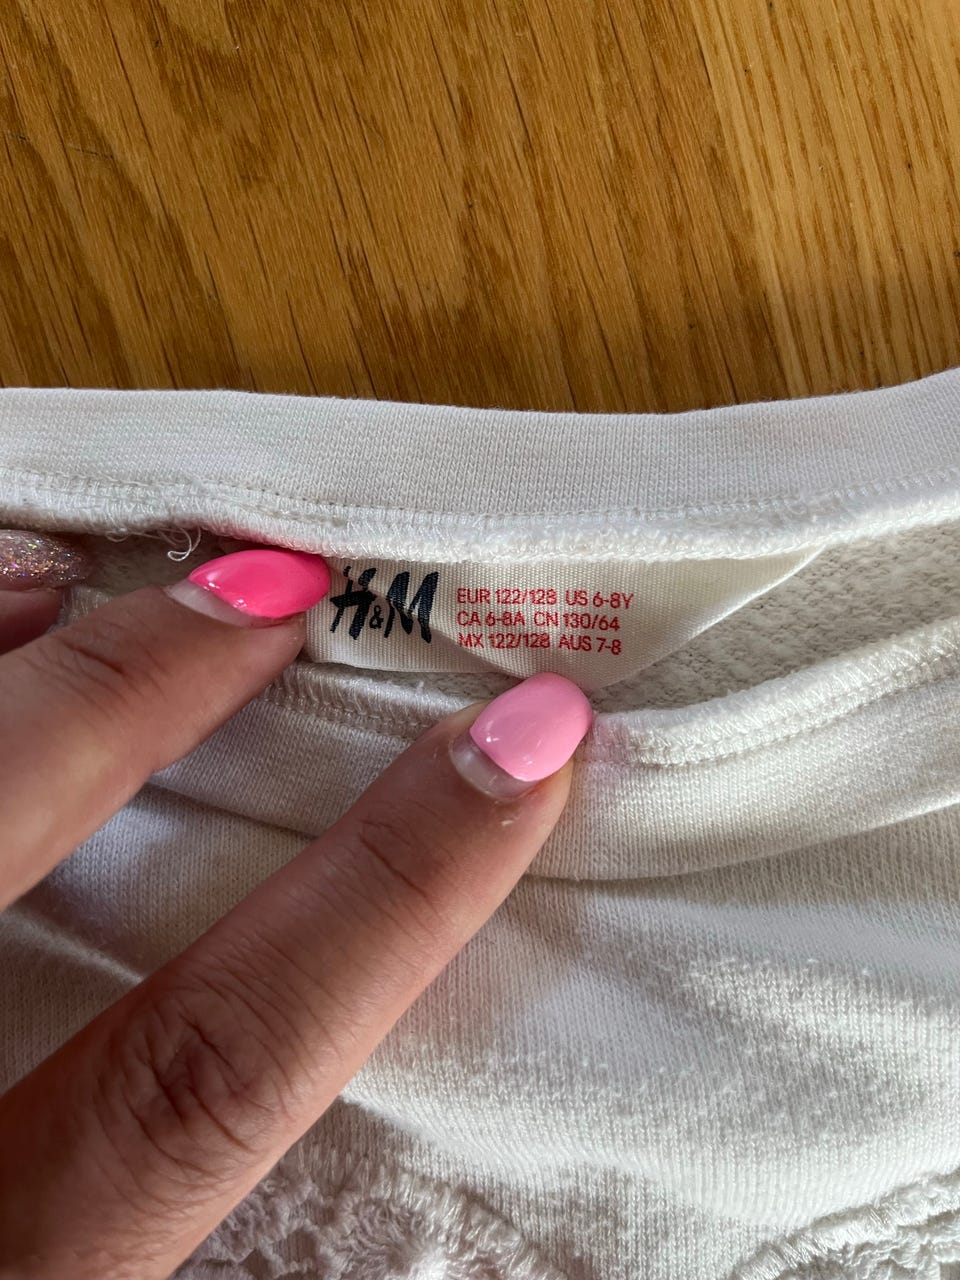 H&M
EUR 122/128 US 6-8Y
CA 6-8A CN 130/64
MX 122/128 AUS 7-8